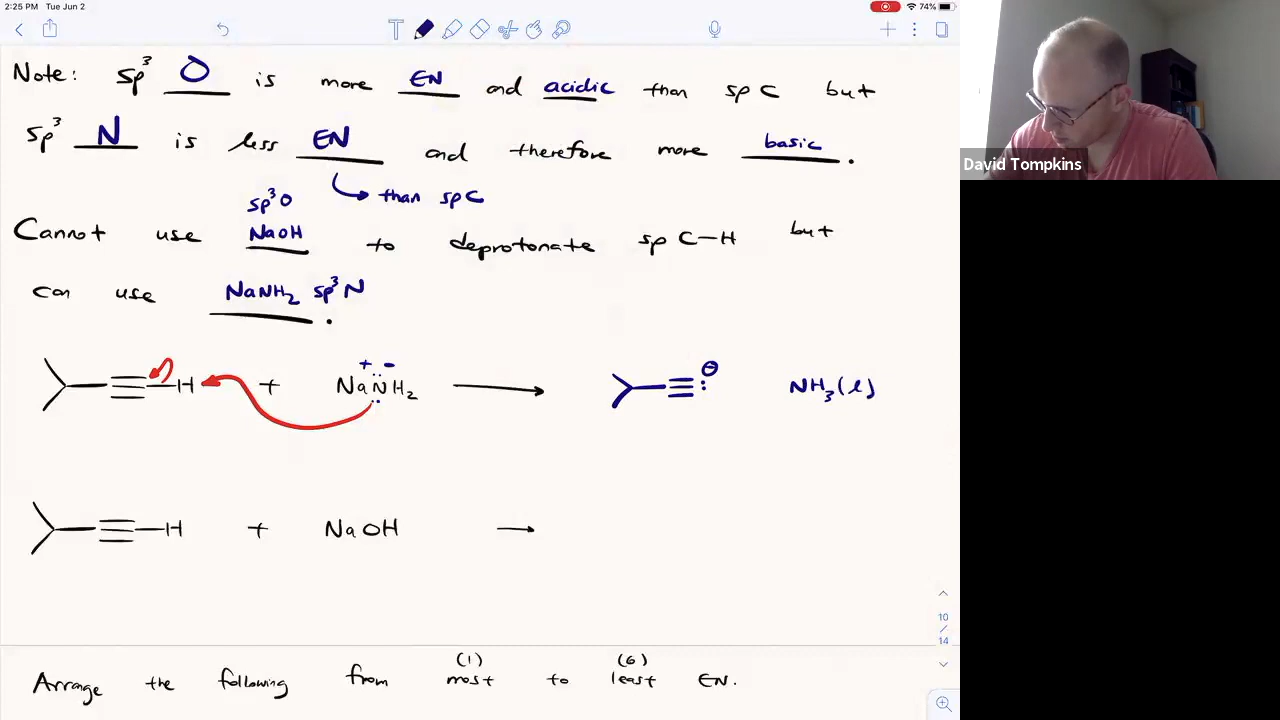 2:25 PM Tue Jun 2
74%
Note: sp³ O is more EN and acidic than sp C but
sp³ N is less EN and therefore more basic.
than sp C
sp³ O
Cannot use NaOH to deprotonate sp C-H but
can use NaNH₂ sp³ N.
H + Na⁺ N̈⁻H₂ ⊖ : NH₃(l)
H + NaOH
10
/
14
(1) (6)
Arrange the following from most to least EN.
David Tompkins